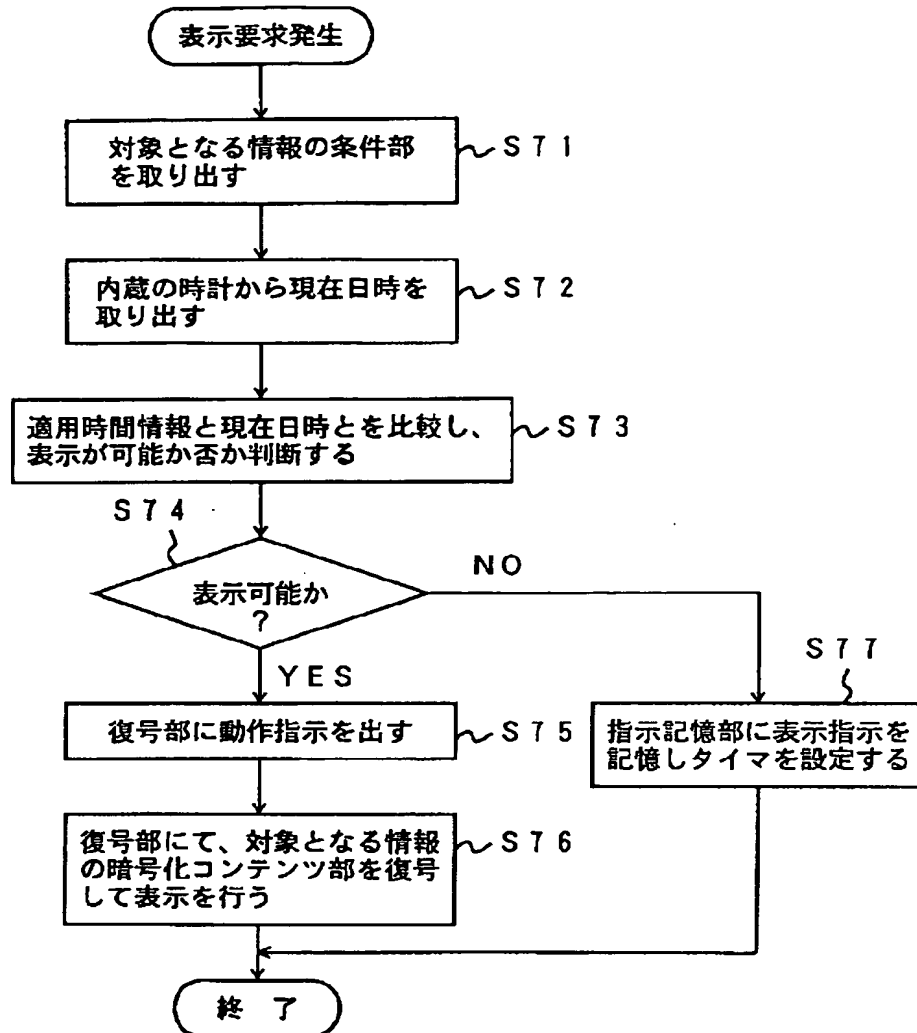 表示要求発生
対象となる情報の条件部
を取り出す
S71
内蔵の時計から現在日時を
取り出す
S72
適用時間情報と現在日時とを比較し、
表示が可能か否か判断する
S73
S74
表示可能か
?
NO
YES
復号部に動作指示を出す
S75
S77
指示記憶部に表示指示を
記憶しタイマを設定する
復号部にて、対象となる情報
の暗号化コンテンツ部を復号
して表示を行う
S76
終 了